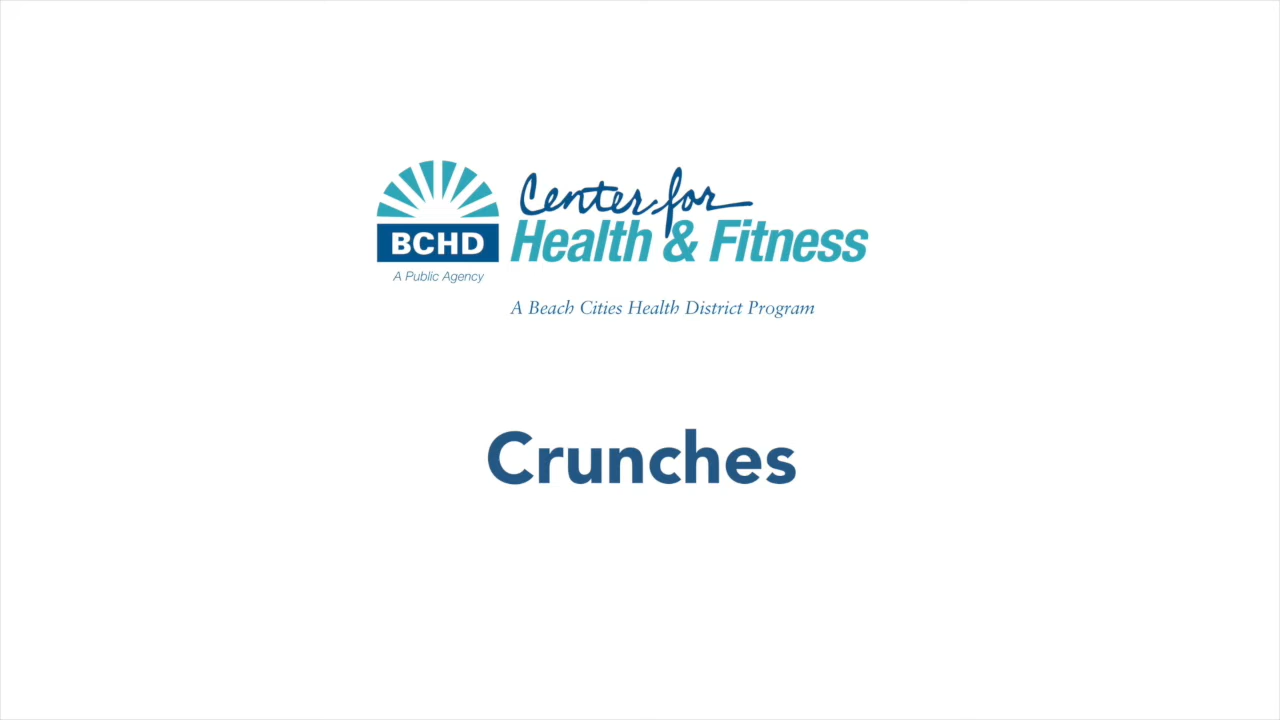 Center for
BCHD Health & Fitness
A Public Agency
A Beach Cities Health District Program
Crunches